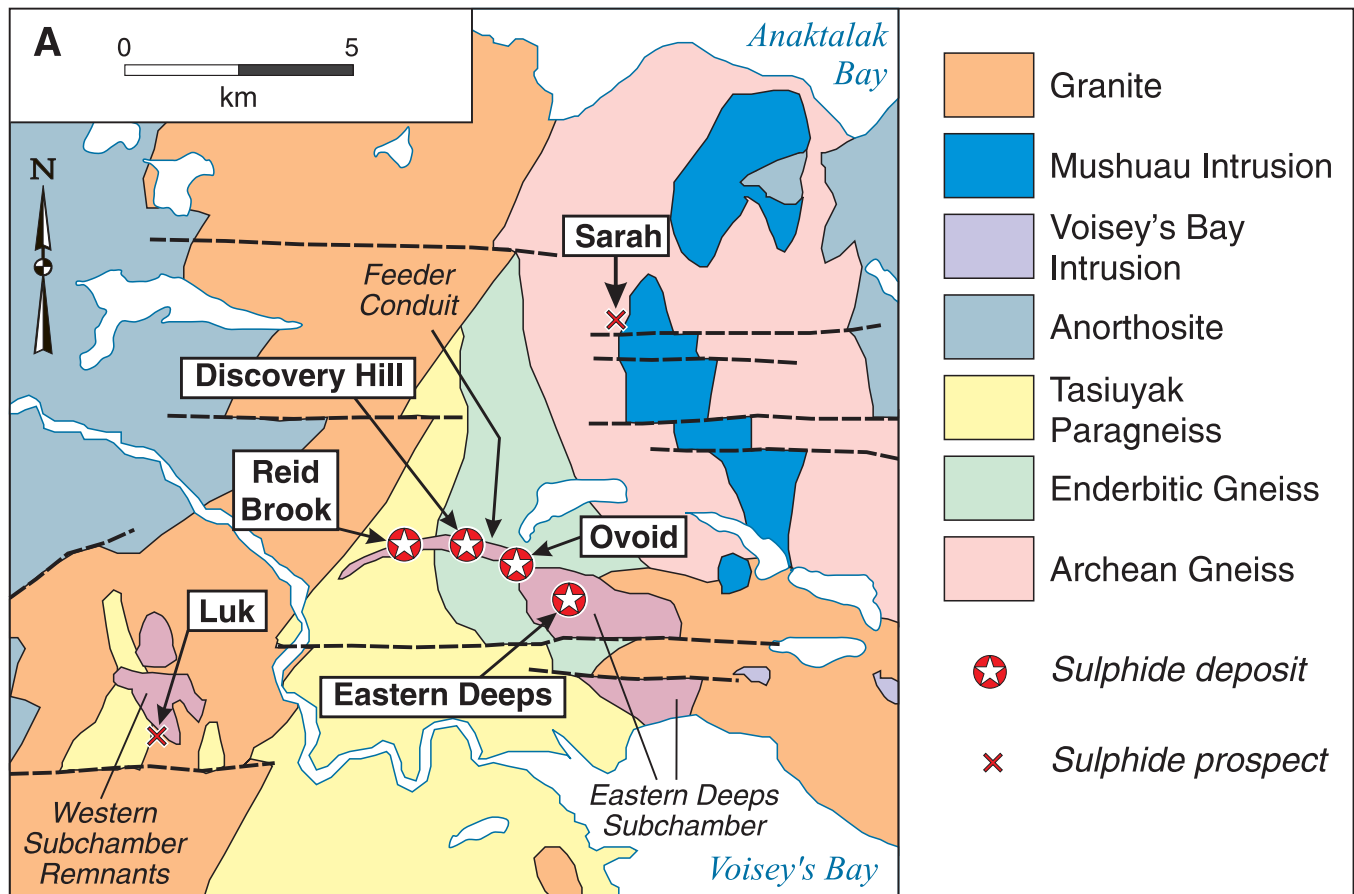 A
0 5
km
Anaktalak
Bay
N
Sarah
Feeder
Conduit
Discovery Hill
Reid
Brook
Ovoid
Luk
Eastern Deeps
Western
Subchamber
Remnants
Eastern Deeps
Subchamber
Voisey's Bay
Granite
Mushuau Intrusion
Voisey's Bay
Intrusion
Anorthosite
Tasiuyak
Paragneiss
Enderbitic Gneiss
Archean Gneiss
Sulphide deposit
Sulphide prospect